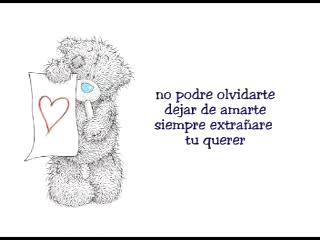 no podre olvidarte
dejar de amarte
siempre extrañare
tu querer